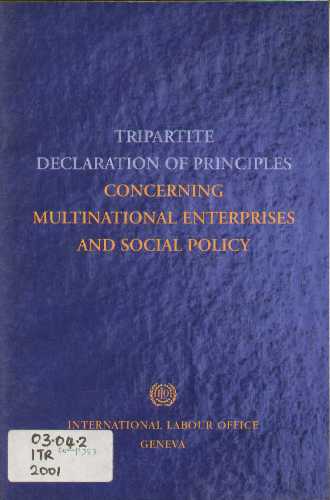 TRIPARTITE
DECLARATION OF PRINCIPLES
CONCERNING
MULTINATIONAL ENTERPRISES
AND SOCIAL POLICY
INTERNATIONAL LABOUR OFFICE
GENEVA
03.04.2
ITR
2001